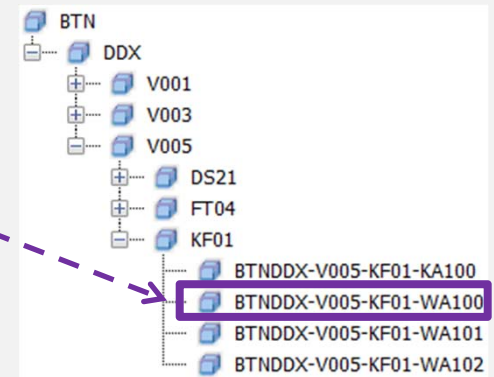 BTN
DDX
V001
V003
V005
DS21
FT04
KF01
BTNDDX-V005-KF01-KA100
BTNDDX-V005-KF01-WA100
BTNDDX-V005-KF01-WA101
BTNDDX-V005-KF01-WA102